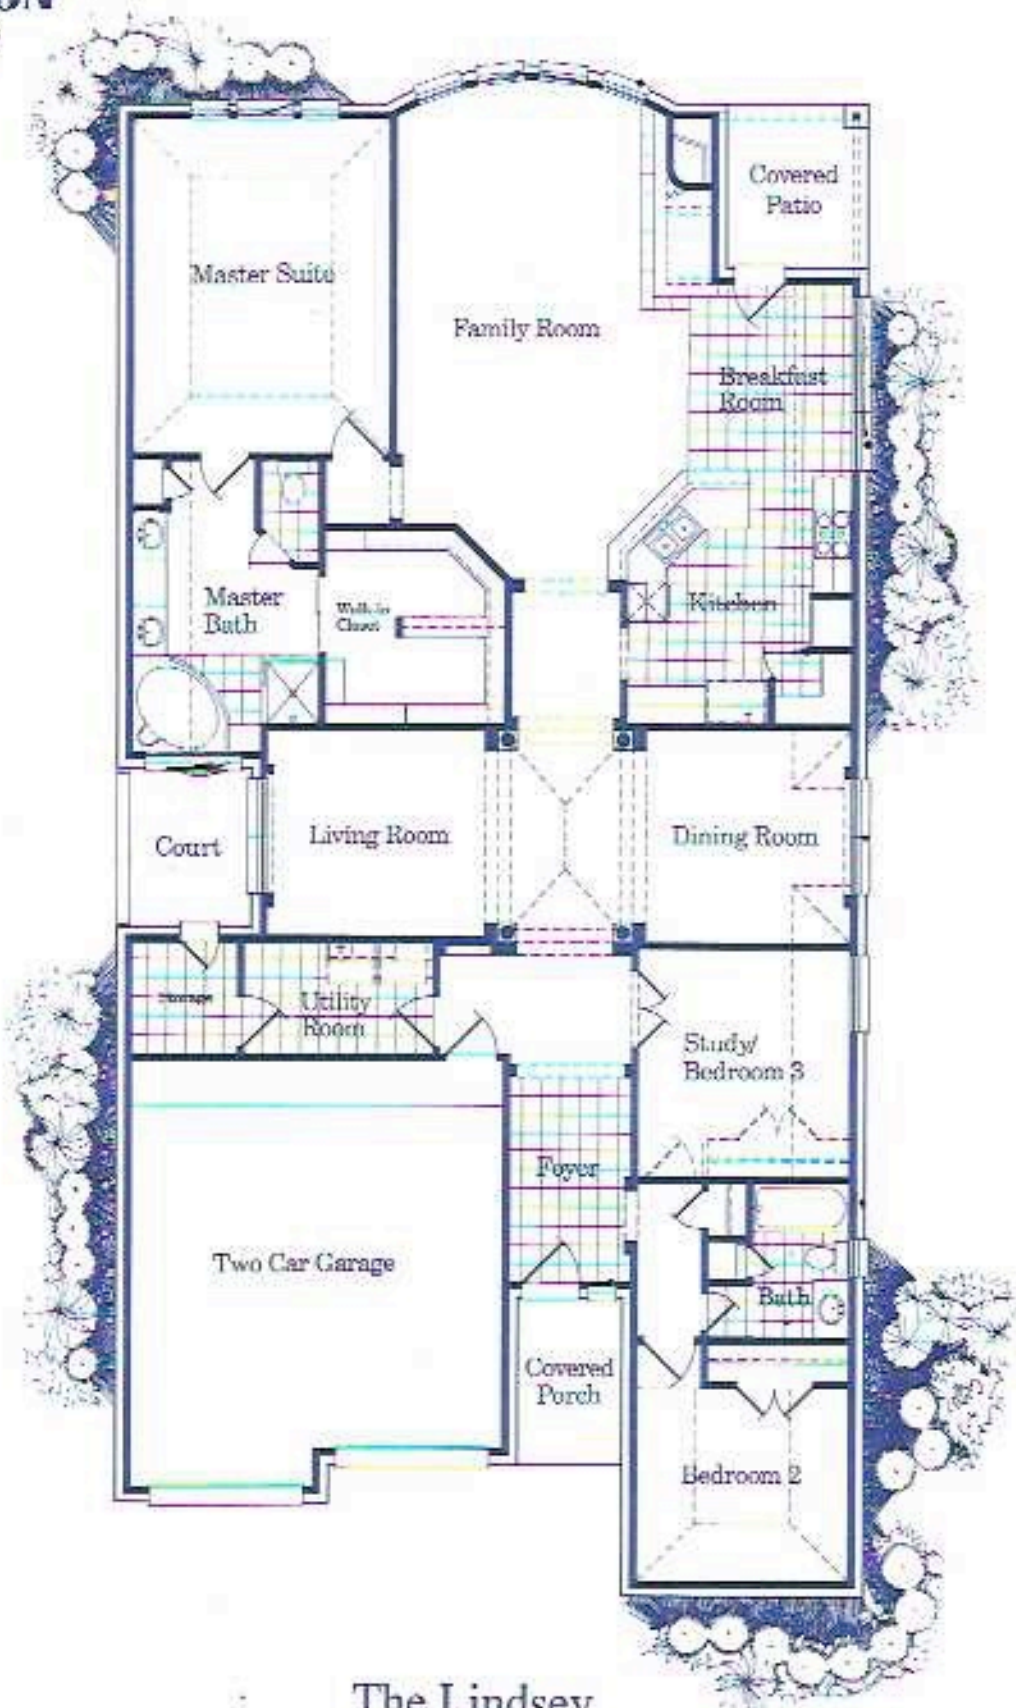 Covered
Patio
Master Suite
Family Room
Breakfast
Room
Master
Bath
Walk-in
Closet
Kitchen
Living Room
Dining Room
Court
Storage
Utility
Room
Study/
Bedroom 3
Foyer
Two Car Garage
Bath
Covered
Porch
Bedroom 2
The Lindsey